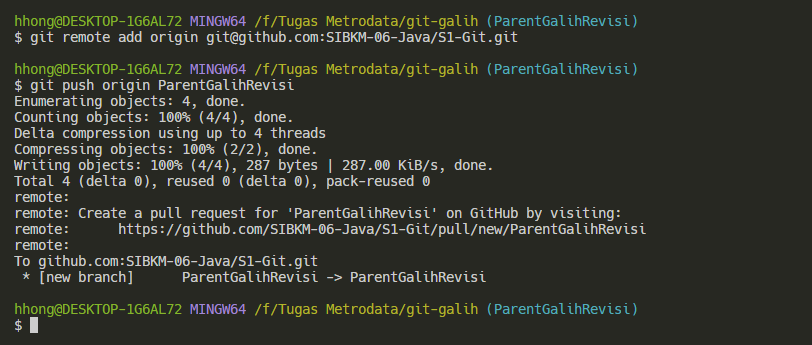 hhong@DESKTOP-1G6AL72 MINGW64 /f/Tugas Metrodata/git-galih (ParentGalihRevisi)
$ git remote add origin git@github.com:SIBKM-06-Java/S1-Git.git
hhong@DESKTOP-1G6AL72 MINGW64 /f/Tugas Metrodata/git-galih (ParentGalihRevisi)
$ git push origin ParentGalihRevisi
Enumerating objects: 4, done.
Counting objects: 100% (4/4), done.
Delta compression using up to 4 threads
Compressing objects: 100% (2/2), done.
Writing objects: 100% (4/4), 287 bytes | 287.00 KiB/s, done.
Total 4 (delta 0), reused 0 (delta 0), pack-reused 0
remote:
remote: Create a pull request for 'ParentGalihRevisi' on GitHub by visiting:
remote:      https://github.com/SIBKM-06-Java/S1-Git/pull/new/ParentGalihRevisi
remote:
To github.com:SIBKM-06-Java/S1-Git.git
 * [new branch]      ParentGalihRevisi -> ParentGalihRevisi
hhong@DESKTOP-1G6AL72 MINGW64 /f/Tugas Metrodata/git-galih (ParentGalihRevisi)
$